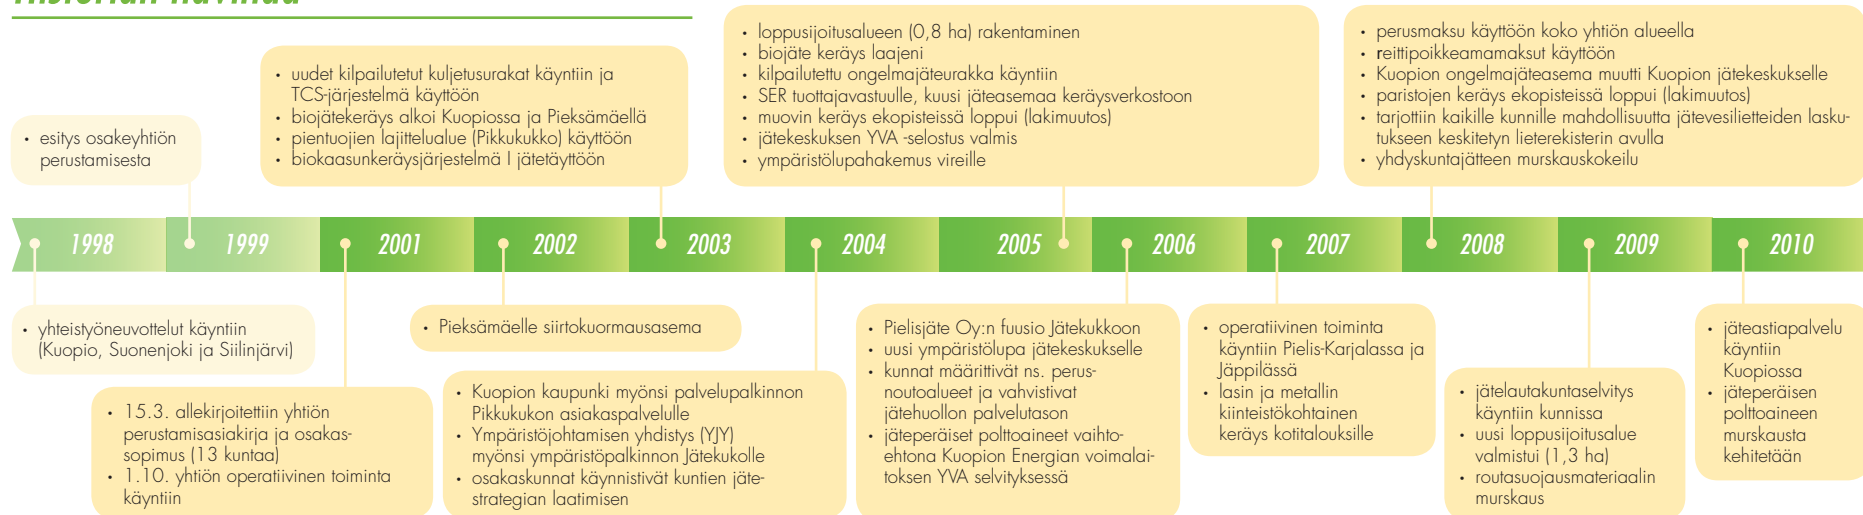 • esitys osakeyhtiön
perustamisesta
• uudet kilpailutetut kuljetusurakat käyntiin ja
TCS-järjestelmä käyttöön
• biojätekeräys alkoi Kuopiossa ja Pieksämäellä
• pientuojien lajittelualue (Pikkukukko) käyttöön
• biokaasunkeräysjärjestelmä I jätetäyttöön
• loppusijoitusalueen (0,8 ha) rakentaminen
• biojäte keräys laajeni
• kilpailutettu ongelmajäteurakka käyntiin
• SER tuottajavastuulle, kuusi jäteasemaa keräysverkostoon
• muovin keräys ekopisteissä loppui (lakimuutos)
• jätekeskuksen YVA -selostus valmis
• ympäristölupahakemus vireille
• perusmaksu käyttöön koko yhtiön alueella
• reittipoikkeamamaksut käyttöön
• Kuopion ongelmajäteasema muutti Kuopion jätekeskukselle
• paristojen keräys ekopisteissä loppui (lakimuutos)
• tarjottiin kaikille kunnille mahdollisuutta jätevesilietteiden lasku-
tukseen keskitetyn lieterekisterin avulla
• yhdyskuntajätteen murskauskokeilu
1998 1999 2001 2002 2003 2004 2005 2006 2007 2008 2009 2010
• yhteistyöneuvottelut käyntiin
(Kuopio, Suonenjoki ja Siilinjärvi)
• 15.3. allekirjoitettiin yhtiön
perustamisasiakirja ja osakas-
sopimus (13 kuntaa)
• 1.10. yhtiön operatiivinen toiminta
käyntiin
• Pieksämäelle siirtokuormausasema
• Kuopion kaupunki myönsi palvelupalkinnon
Pikkukukon asiakaspalvelulle
• Ympäristöjohtamisen yhdistys (YJY)
myönsi ympäristöpalkinnon Jätekukolle
• osakaskunnat käynnistivät kuntien jäte-
strategian laatimisen
• Pielisjäte Oy:n fuusio Jätekukkoon
• uusi ympäristölupa jätekeskukselle
• kunnat määrittivät ns. perus-
noutoalueet ja vahvistivat
jätehuollon palvelutason
• jäteperäiset polttoaineet vaihto-
ehtona Kuopion Energian voimalai-
toksen YVA selvityksessä
• operatiivinen toiminta
käyntiin Pielis-Karjalassa ja
Jäppilässä
• lasin ja metallin
kiinteistökohtainen
keräys kotitalouksille
• jätelautakuntaselvitys
käyntiin kunnissa
• uusi loppusijoitusalue
valmistui (1,3 ha)
• routasuojausmateriaalin
murskaus
• jäteastiapalvelu
käyntiin
Kuopiossa
• jäteperäisen
polttoaineen
murskausta
kehitetään